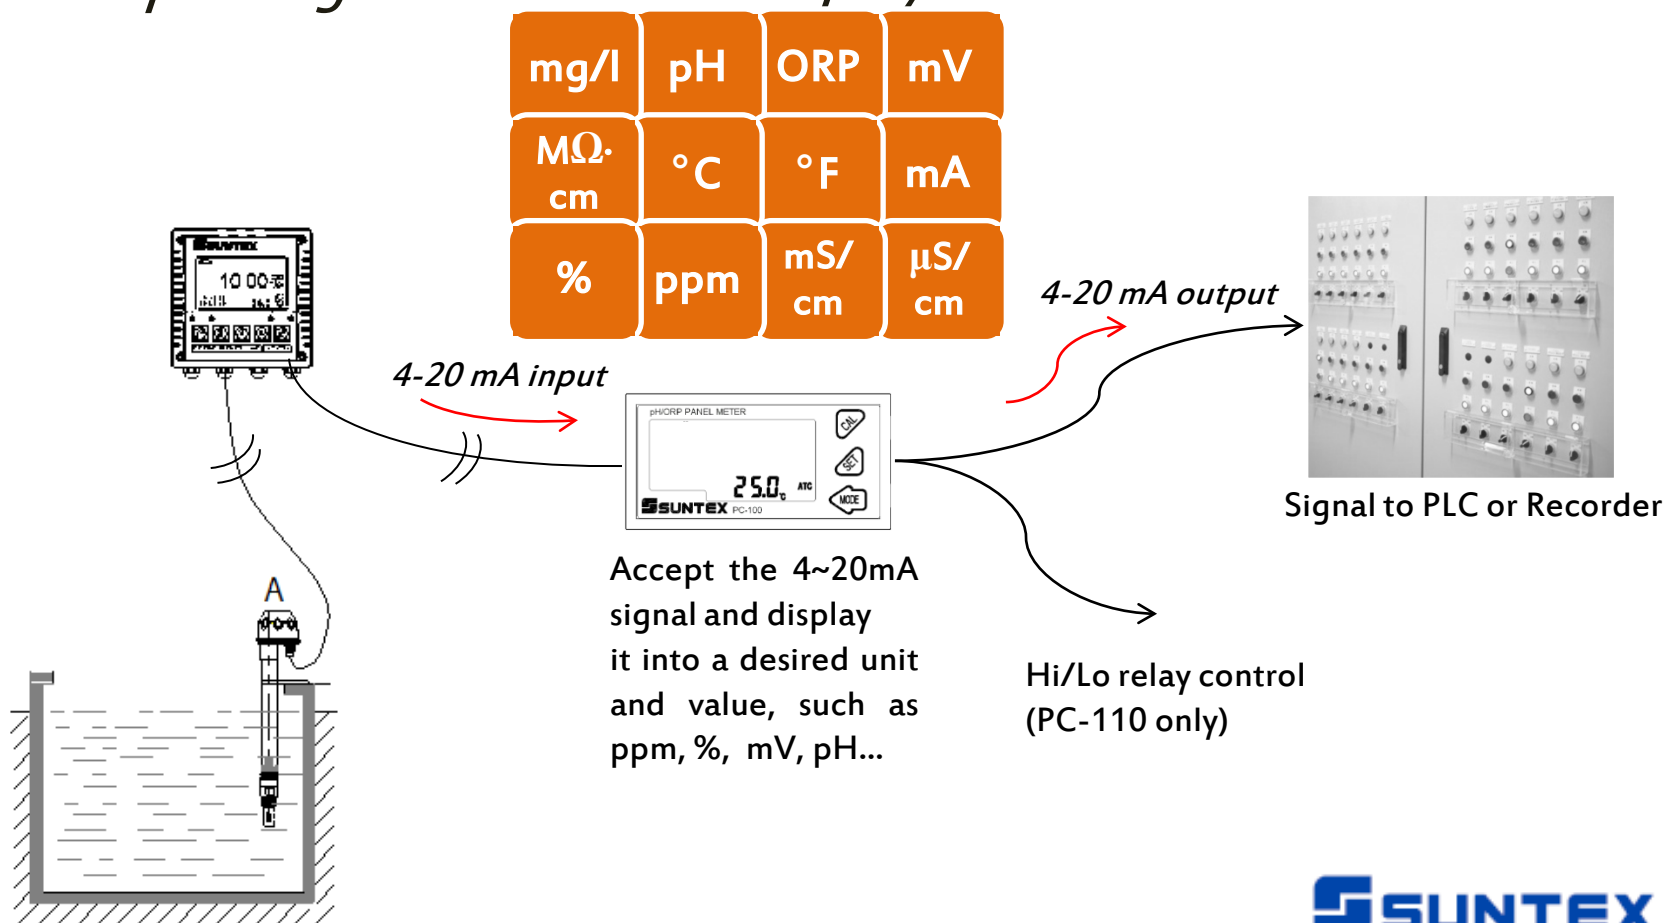 mg/l pH ORP mV
MΩ·
cm
°C °F mA
% ppm
mS/
cm
µS/
cm
SUNTEX
10.00
4-20 mA input
4-20 mA output
pH/ORP PANEL METER
CAL
SET
MODE
25.0 °C ATC
SUNTEX PC-100
Signal to PLC or Recorder
Accept the 4~20mA
signal and display
it into a desired unit
and value, such as
ppm, %, mV, pH...
Hi/Lo relay control
(PC-110 only)
A
SUNTEX